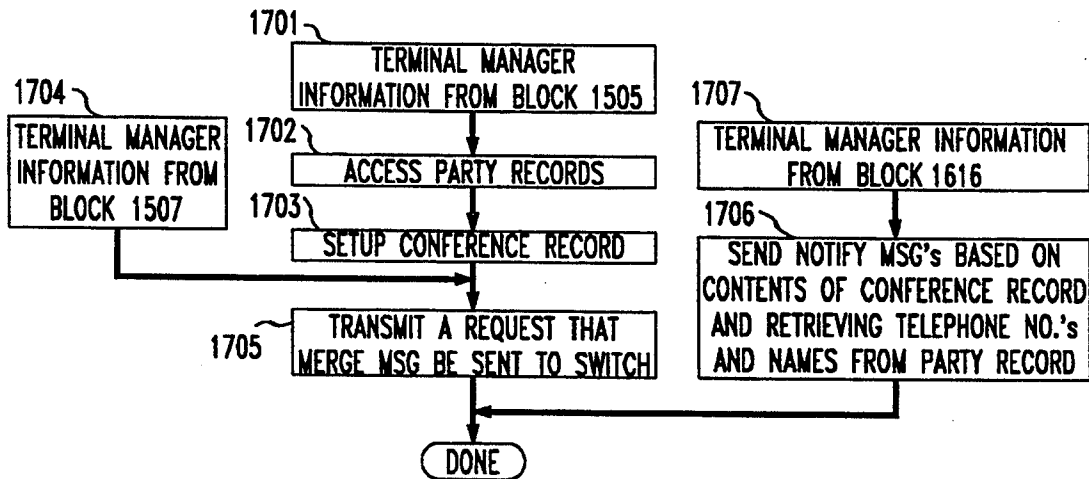 1701
TERMINAL MANAGER
INFORMATION FROM BLOCK 1505
1704
TERMINAL MANAGER
INFORMATION FROM
BLOCK 1507
1707
TERMINAL MANAGER INFORMATION
FROM BLOCK 1616
1702
ACCESS PARTY RECORDS
1703
SETUP CONFERENCE RECORD
1706
SEND NOTIFY MSG's BASED ON
CONTENTS OF CONFERENCE RECORD
AND RETRIEVING TELEPHONE NO.'s
AND NAMES FROM PARTY RECORD
1705
TRANSMIT A REQUEST THAT
MERGE MSG BE SENT TO SWITCH
DONE